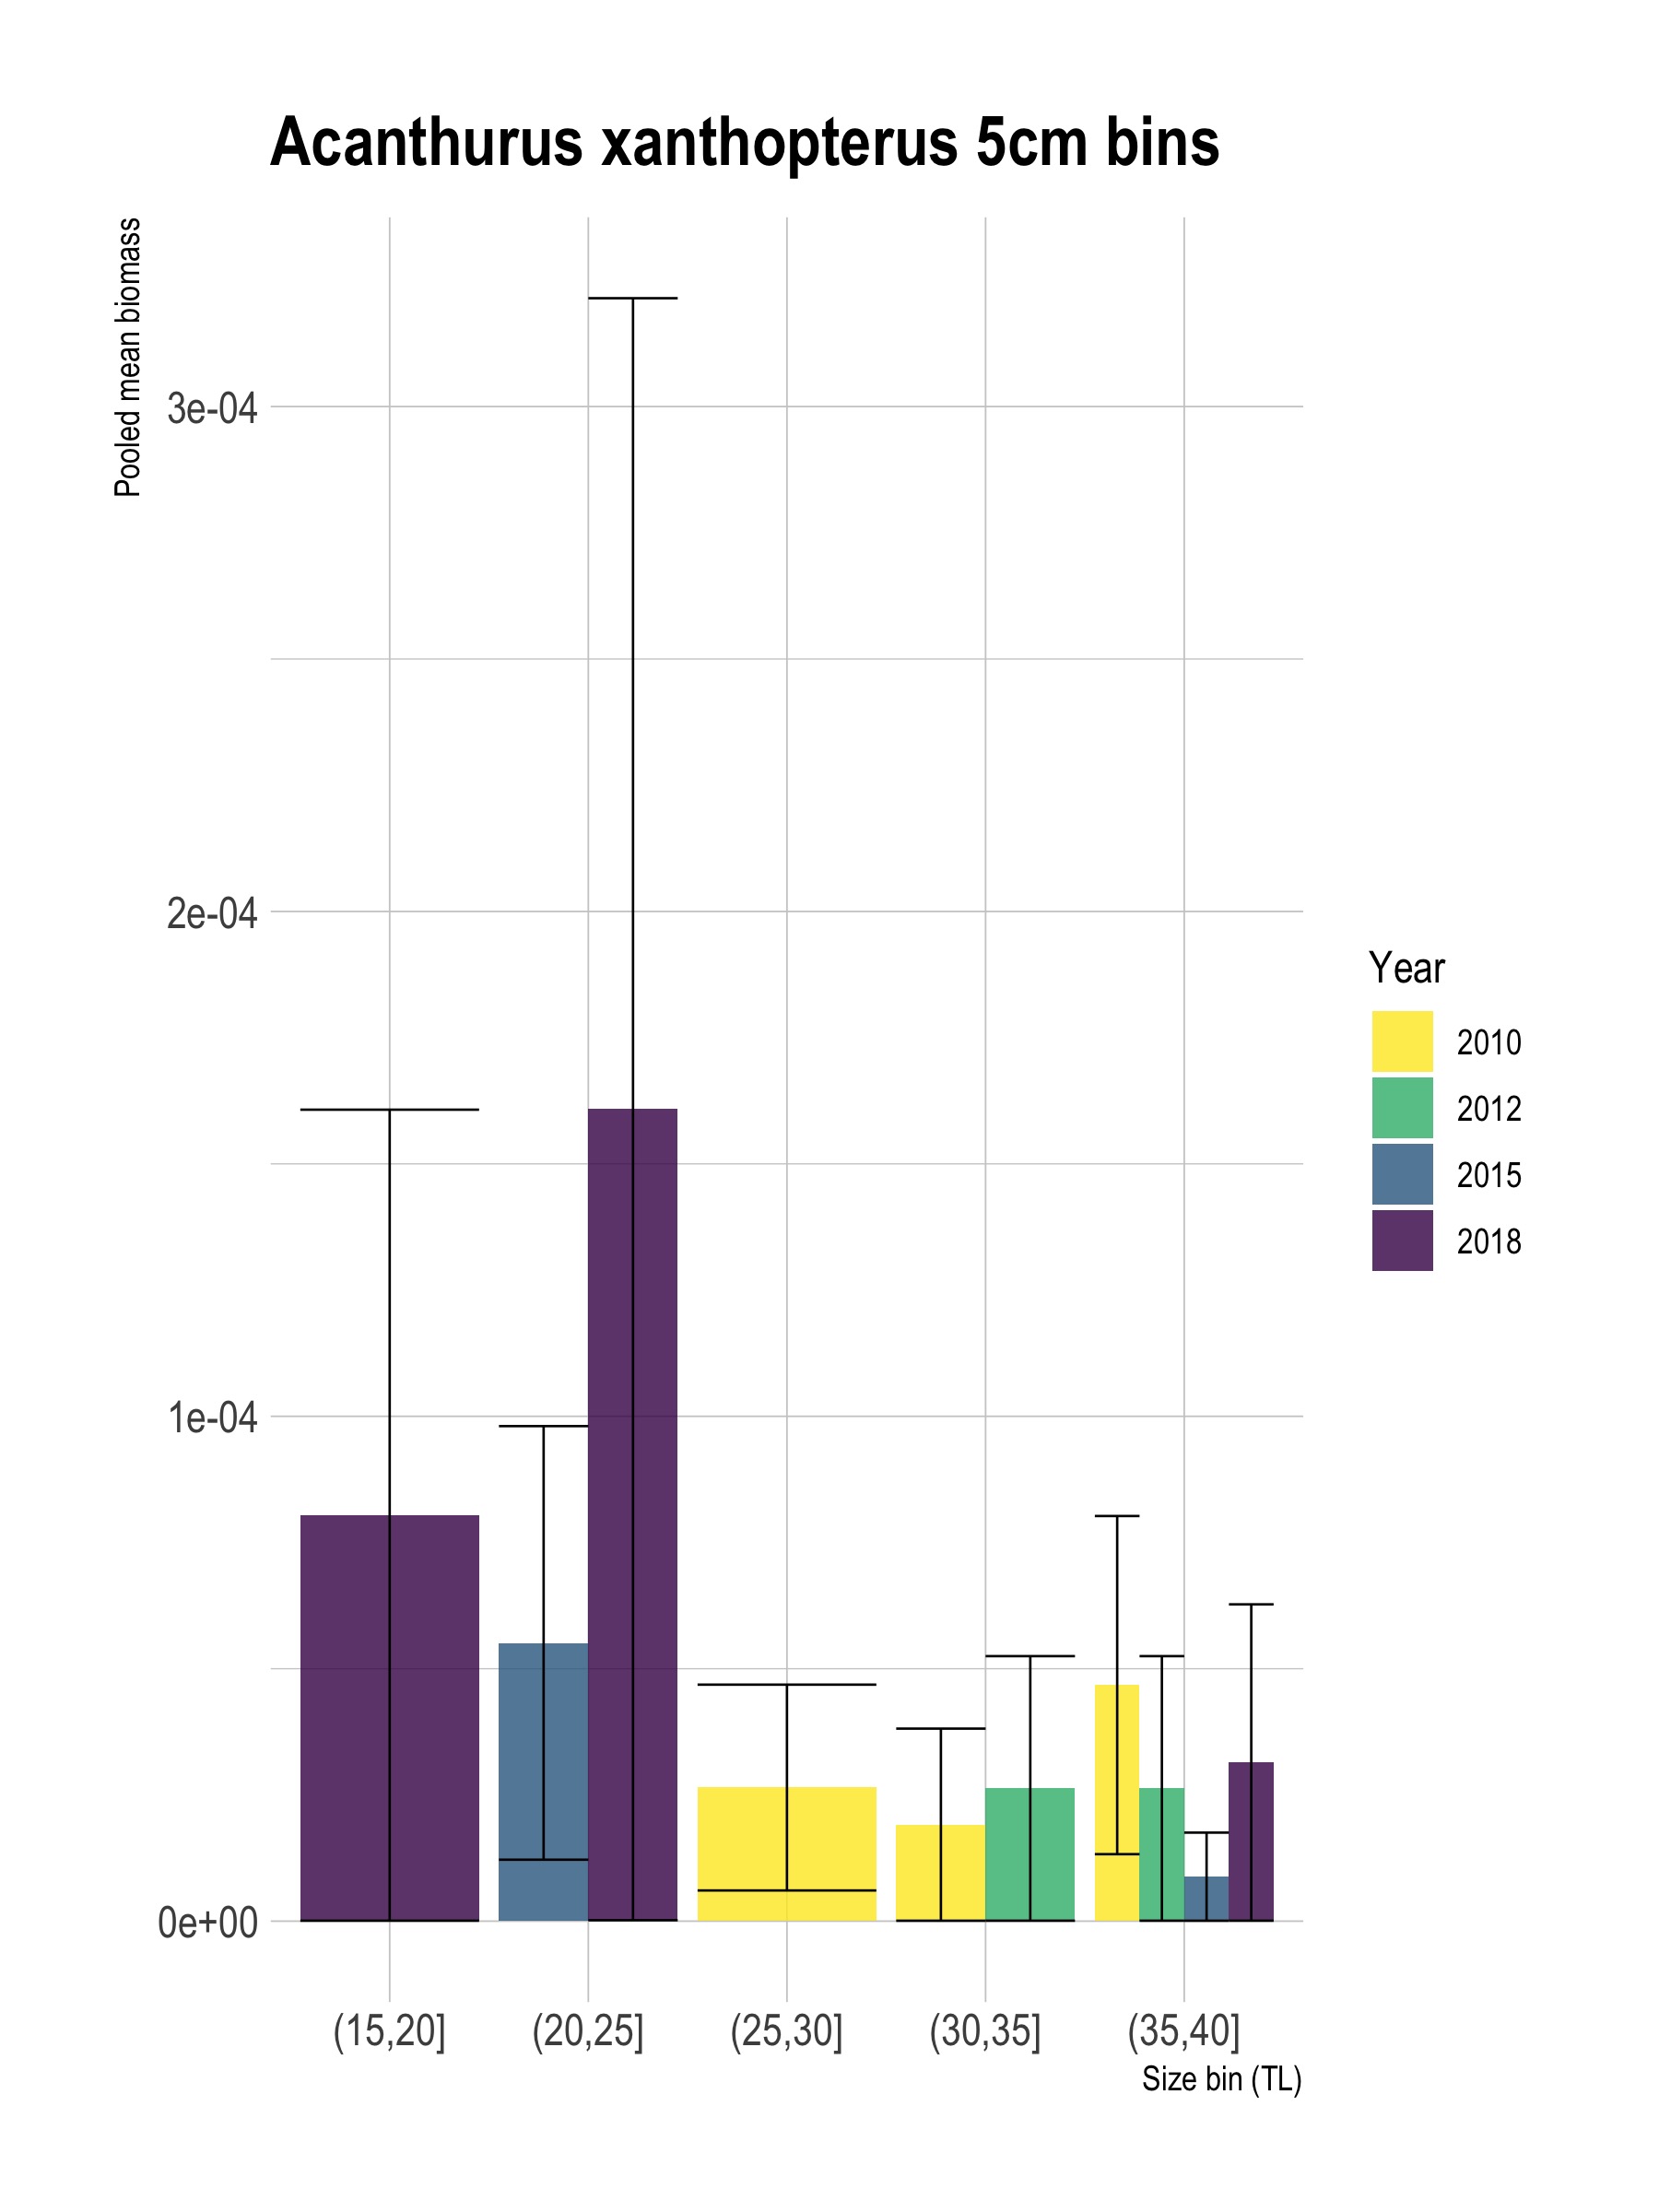 Acanthurus xanthopterus 5cm bins
Pooled mean biomass
3e-04
2e-04
1e-04
0e+00
(15,20]
(20,25]
(25,30]
(30,35]
(35,40]
Size bin (TL)
Year
2010
2012
2015
2018